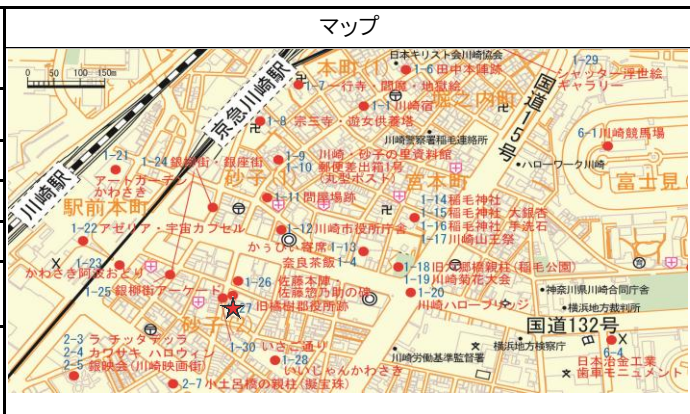 マップ
0 50 100 150m
日本キリスト会川崎協会
1-6 田中本陣跡
本町
1-7 一行寺・閻魔・地獄絵
京急川崎駅
1-1 川崎宿
堀之内町
国道15号
1-29
シャッター浮世絵
ギャラリー
1-8 宗三寺・遊女供養塔
川崎警察署稲毛連絡所
6-1 川崎競馬場
ハローワーク川崎
富士見
1-21
アートガーデン
かわさき
1-24 銀柳街・銀座街
砂子
1-9 川崎・砂子の里資料館
1-10 郵便差出箱1号
(丸型ポスト)
宮本町
川崎駅
駅前本町
1-11 問屋場跡
1-14 稲毛神社
1-15 稲毛神社 大銀杏
1-16 稲毛神社 手洗石
1-17 川崎山王祭
1-22 アゼリア・宇宙カプセル
1-12 川崎市役所庁舎
かぅひぃ寄席 1-13
奈良茶飯 1-4
1-23
かわさき阿波おどり
1-18 旧六郷橋親柱(稲毛公園)
1-19 川崎菊花大会
1-20
川崎ハローブリッジ
1-25 銀柳街アーケード
1-26 佐藤本陣
佐藤惣乃助の碑
27 旧橘樹郡役所跡
神奈川県川崎合同庁舎
横浜地方裁判所
国道132号
砂子
横浜地方検察庁
2-3 ラ チッタデッラ
2-4 カワサキ ハロウィン
2-5 銀映会(川崎映画街)
1-30 いさご通り
1-28
いいじゃんかわさき
川崎労働基準監督署
6-4
日本冶金工業
歯車モニュメント
2-7 小土呂橋の親柱(擬宝珠)